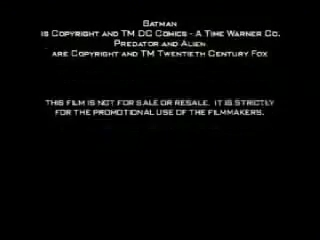 BATMAN
IS COPYRIGHT AND TM DC COMICS - A TIME WARNER CO.
PREDATOR AND ALIEN
ARE COPYRIGHT AND TM TWENTIETH CENTURY FOX
THIS FILM IS NOT FOR SALE OR RESALE. IT IS STRICTLY
FOR THE PROMOTIONAL USE OF THE FILMMAKERS.